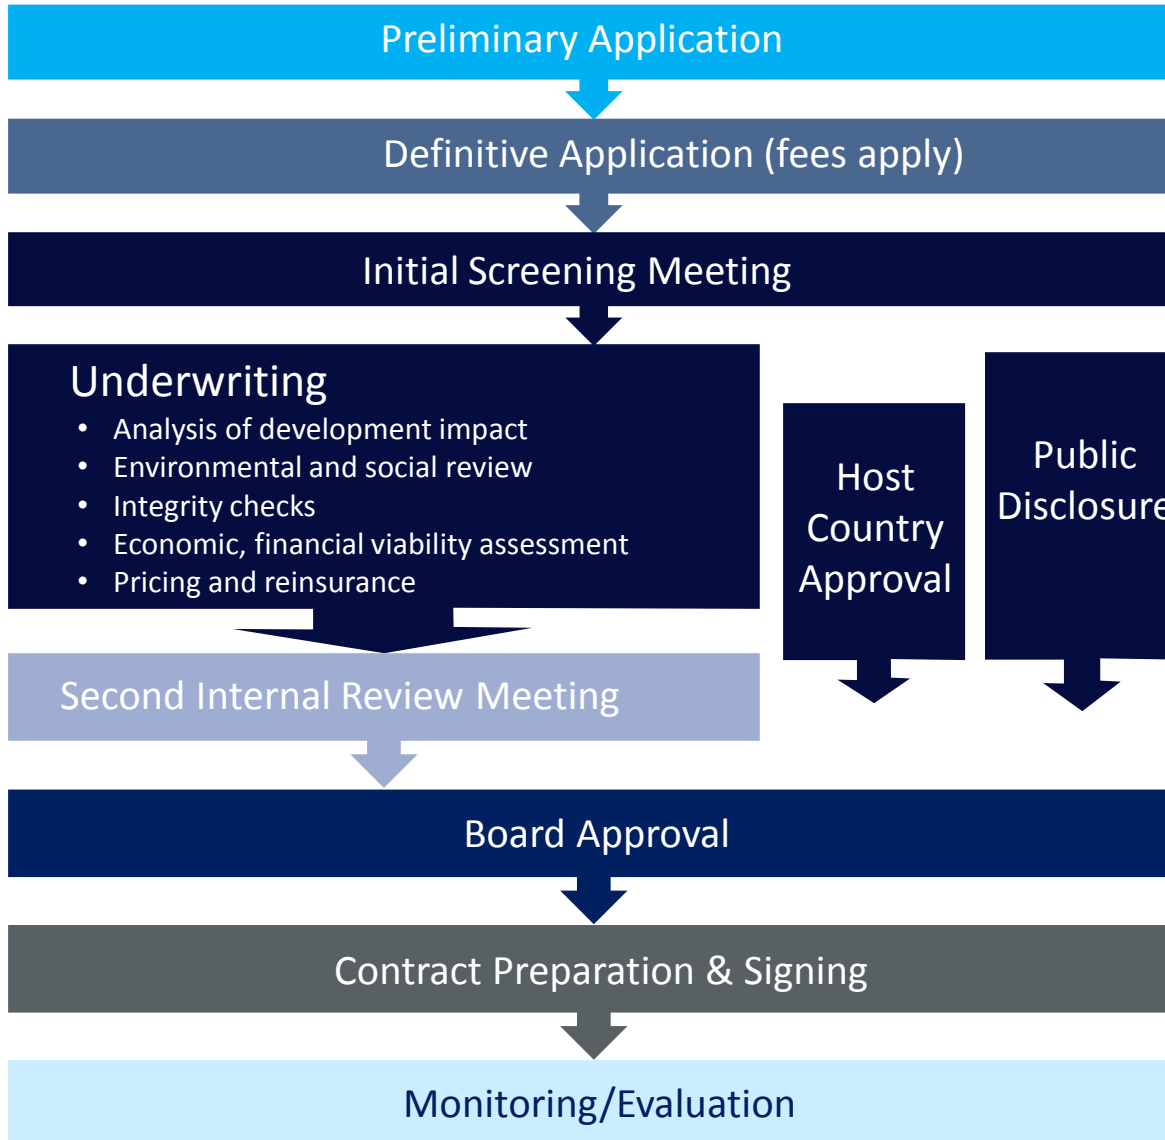 Preliminary Application
Definitive Application (fees apply)
Initial Screening Meeting
Underwriting
• Analysis of development impact
• Environmental and social review
• Integrity checks
• Economic, financial viability assessment
• Pricing and reinsurance
Host
Country
Approval
Public
Disclosure
Second Internal Review Meeting
Board Approval
Contract Preparation & Signing
Monitoring/Evaluation